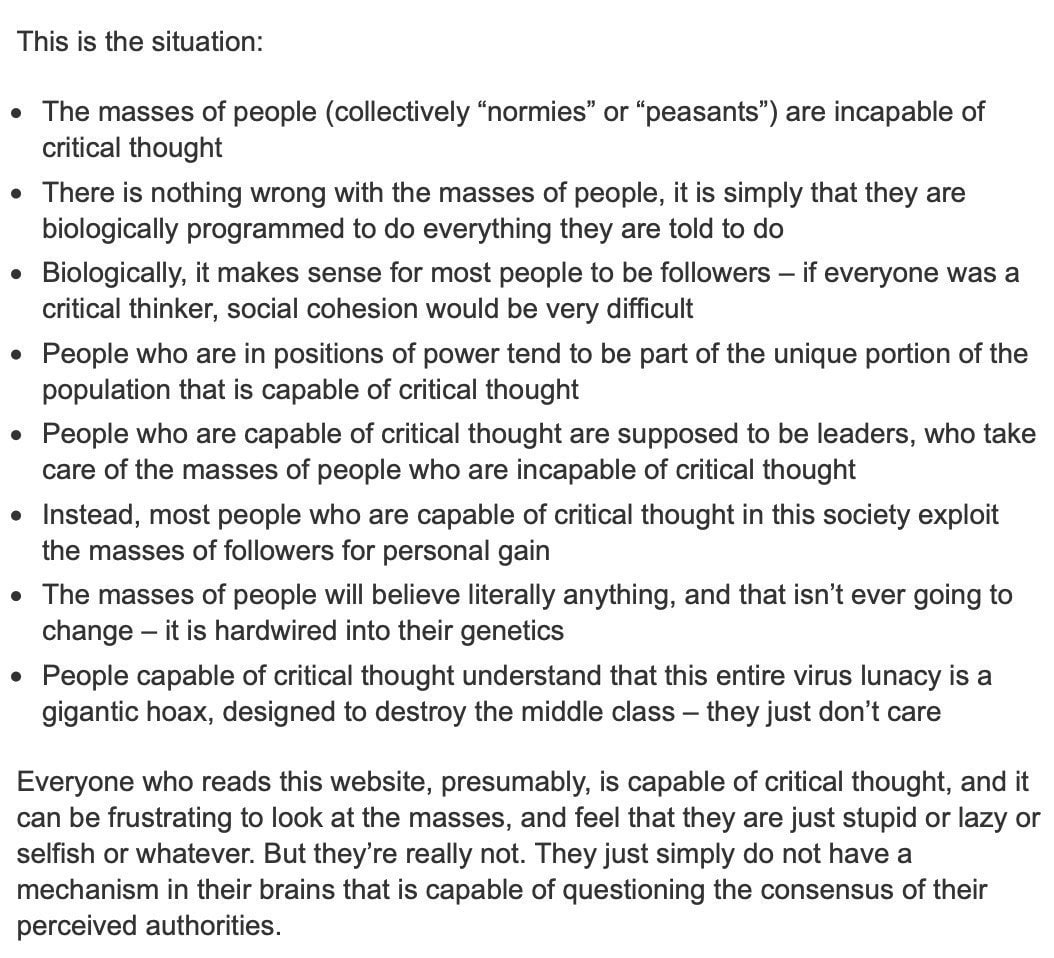 This is the situation:
• The masses of people (collectively “normies” or “peasants”) are incapable of
critical thought
• There is nothing wrong with the masses of people, it is simply that they are
biologically programmed to do everything they are told to do
• Biologically, it makes sense for most people to be followers – if everyone was a
critical thinker, social cohesion would be very difficult
• People who are in positions of power tend to be part of the unique portion of the
population that is capable of critical thought
• People who are capable of critical thought are supposed to be leaders, who take
care of the masses of people who are incapable of critical thought
• Instead, most people who are capable of critical thought in this society exploit
the masses of followers for personal gain
• The masses of people will believe literally anything, and that isn’t ever going to
change – it is hardwired into their genetics
• People capable of critical thought understand that this entire virus lunacy is a
gigantic hoax, designed to destroy the middle class – they just don’t care
Everyone who reads this website, presumably, is capable of critical thought, and it
can be frustrating to look at the masses, and feel that they are just stupid or lazy or
selfish or whatever. But they’re really not. They just simply do not have a
mechanism in their brains that is capable of questioning the consensus of their
perceived authorities.